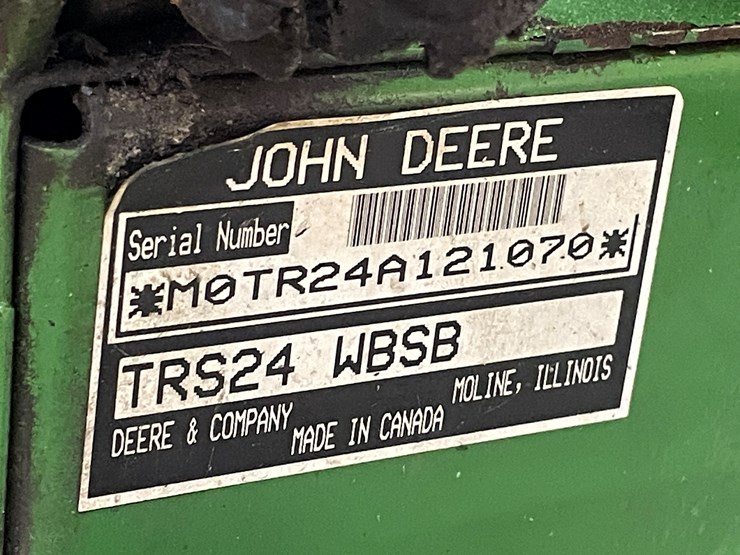 JOHN DEERE
Serial Number
*M0TR24A121070*
TRS24 WBSB
DEERE & COMPANY MOLINE, ILLINOIS
MADE IN CANADA